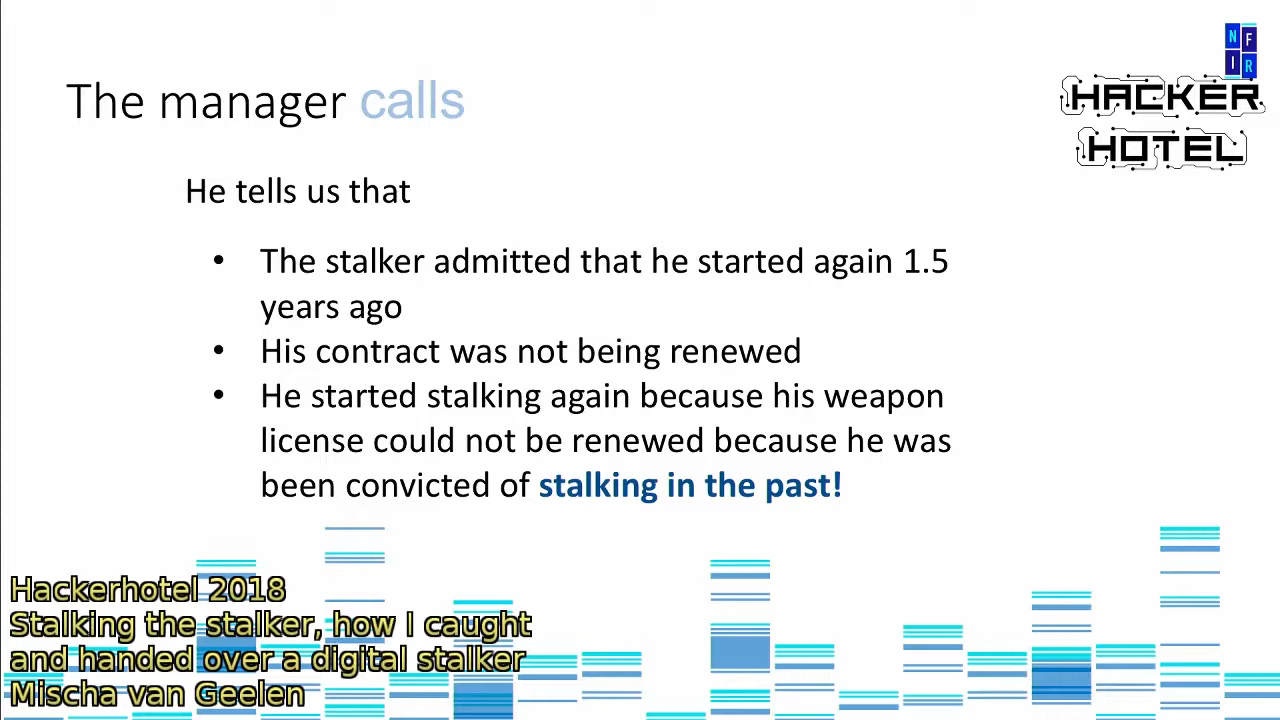 N F
I R
HACKER
HOTEL
The manager calls
He tells us that
• The stalker admitted that he started again 1.5
years ago
• His contract was not being renewed
• He started stalking again because his weapon
license could not be renewed because he was
been convicted of stalking in the past!
Hackerhotel 2018
Stalking the stalker, how I caught
and handed over a digital stalker
Mischa van Geelen